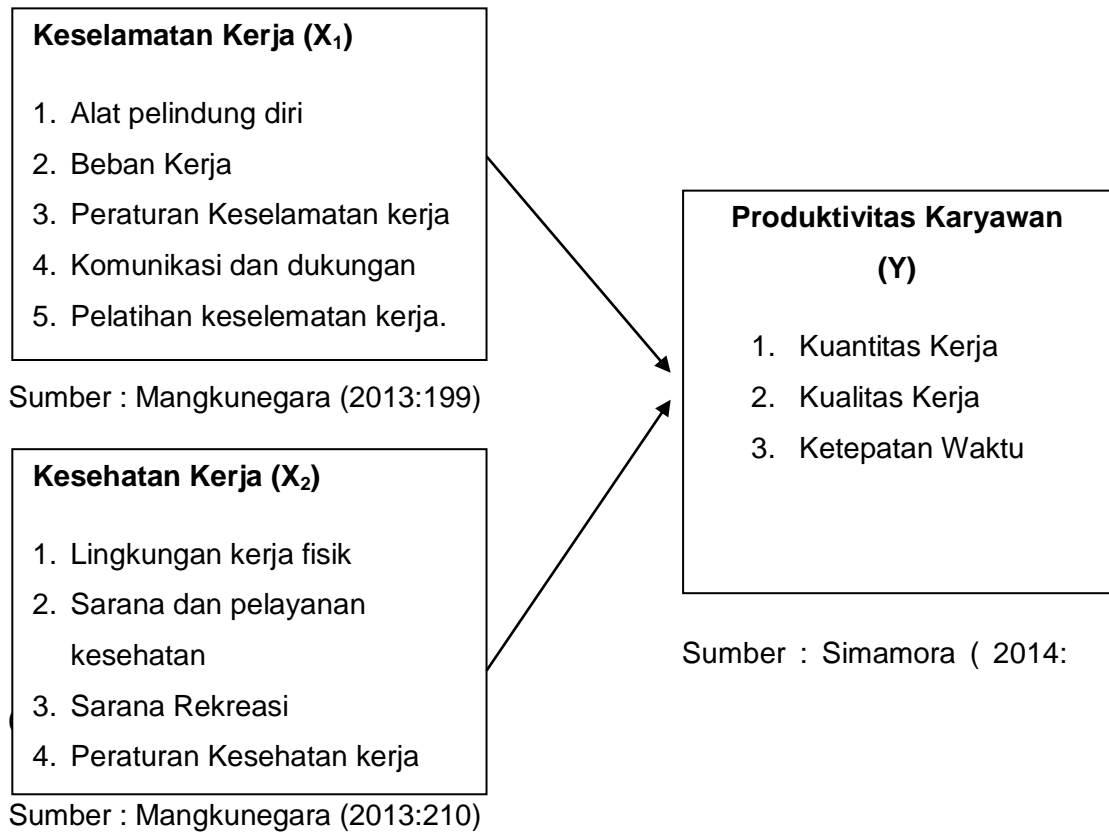 Keselamatan Kerja (X₁)
1. Alat pelindung diri
2. Beban Kerja
3. Peraturan Keselamatan kerja
4. Komunikasi dan dukungan
5. Pelatihan keselematan kerja.
Sumber : Mangkunegara (2013:199)
Kesehatan Kerja (X₂)
1. Lingkungan kerja fisik
2. Sarana dan pelayanan
kesehatan
3. Sarana Rekreasi
4. Peraturan Kesehatan kerja
Sumber : Mangkunegara (2013:210)
Produktivitas Karyawan
(Y)
1. Kuantitas Kerja
2. Kualitas Kerja
3. Ketepatan Waktu
Sumber : Simamora ( 2014: